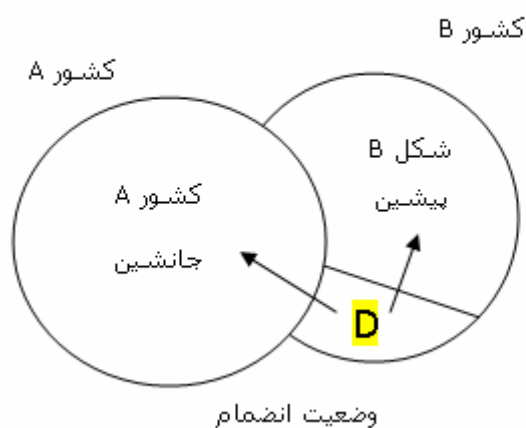 کشور B
کشور A
شکل B
پیشین
کشور A
جانشین
D
وضعیت انضمام